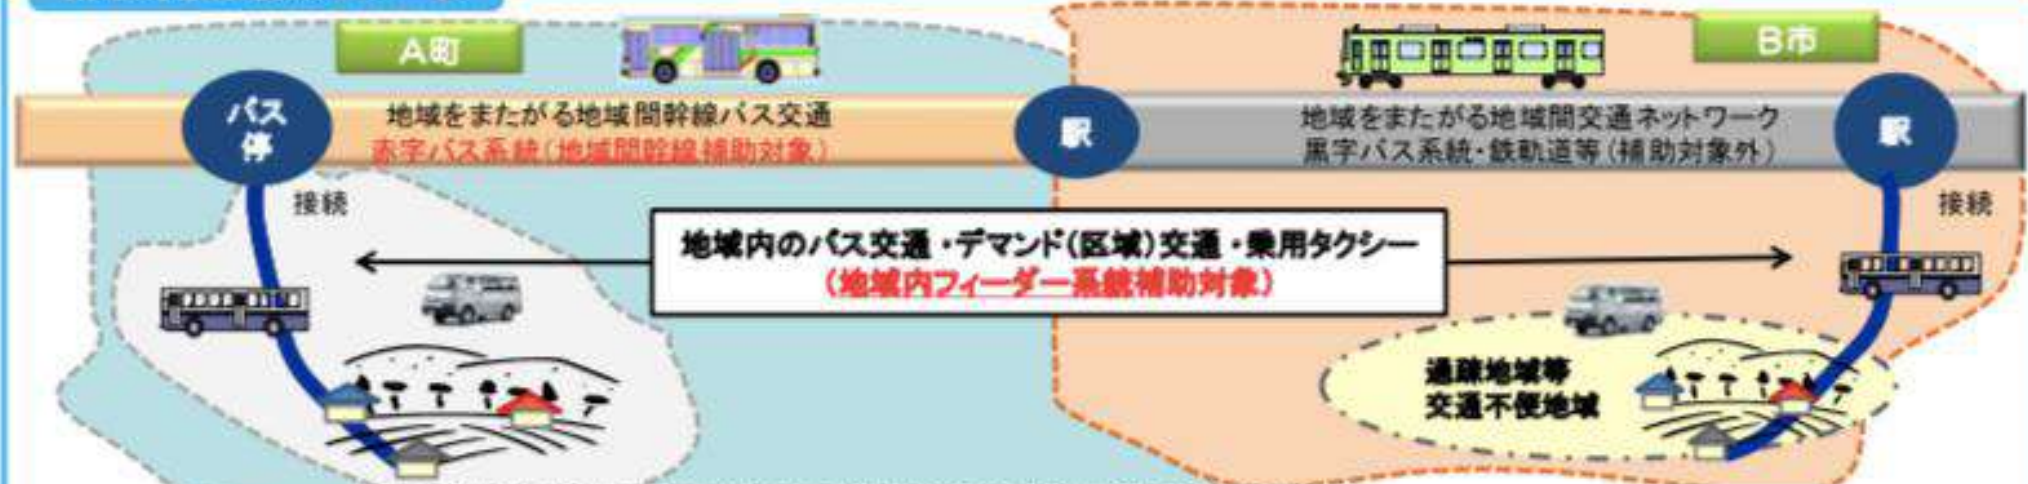 A町
B市
バス
停
地域をまたがる地域間幹線バス交通
赤字バス系統(地域間幹線補助対象)
駅
地域をまたがる地域間交通ネットワーク
黒字バス系統・鉄軌道等(補助対象外)
駅
接続
接続
地域内のバス交通・デマンド(区域)交通・乗用タクシー
(地域内フィーダー系統補助対象)
過疎地域等
交通不便地域